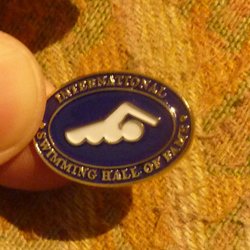 INTERNATIONAL
SWIMMING HALL OF FAME